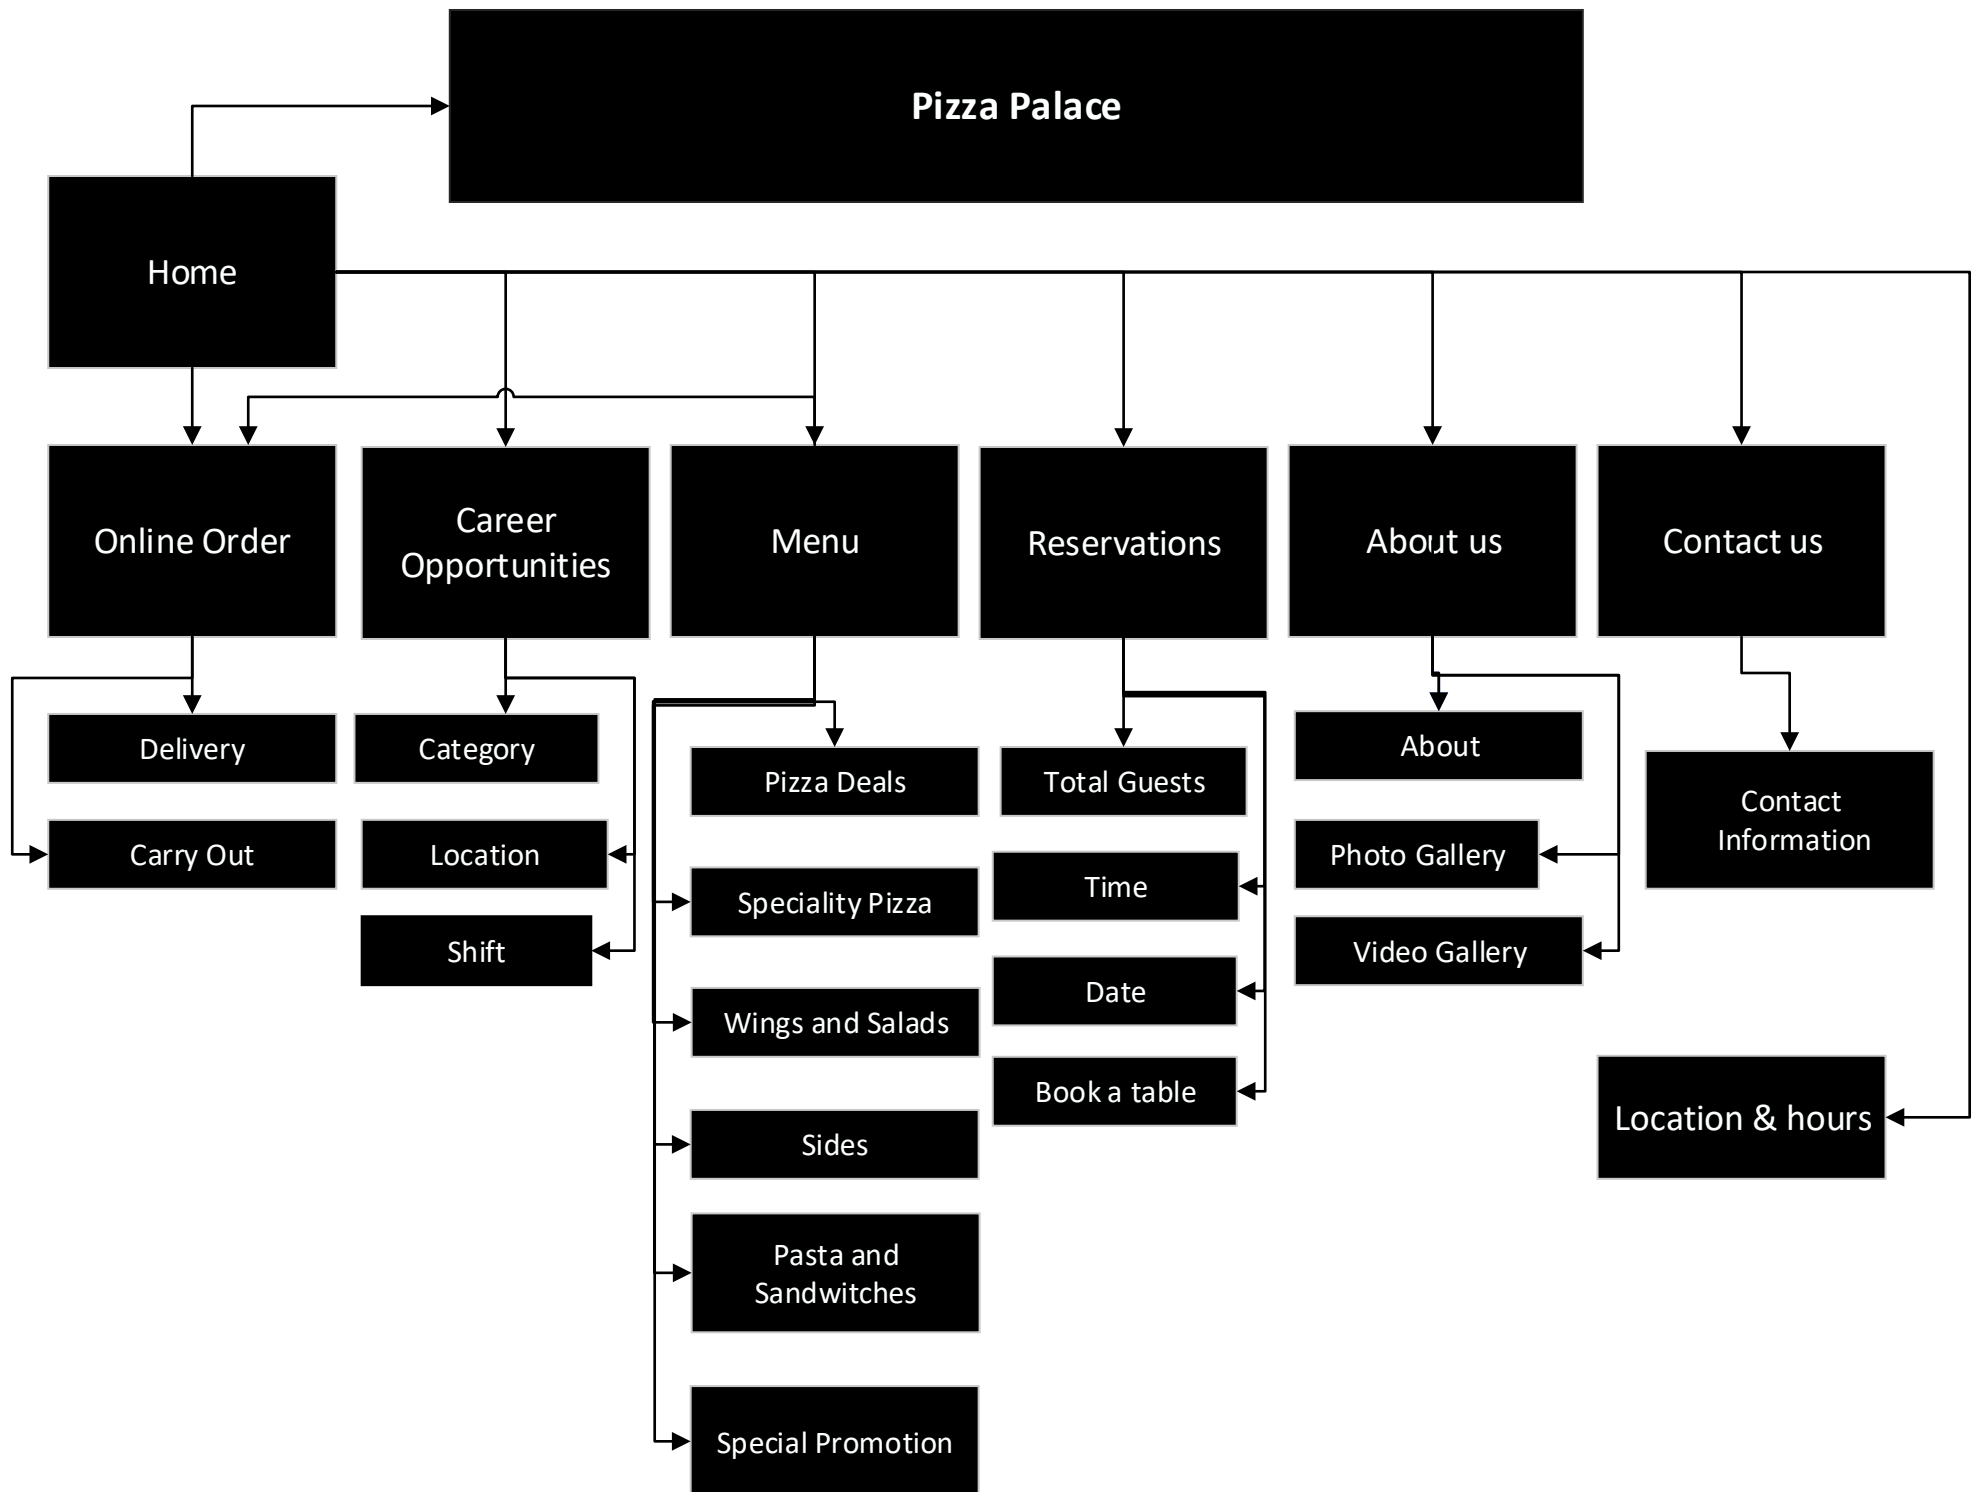 Pizza Palace
Home
Online Order
Career
Opportunities
Menu
Reservations
About us
Contact us
Delivery
Carry Out
Category
Location
Shift
Pizza Deals
Speciality Pizza
Wings and Salads
Sides
Pasta and
Sandwitches
Special Promotion
Total Guests
Time
Date
Book a table
About
Photo Gallery
Video Gallery
Contact
Information
Location & hours